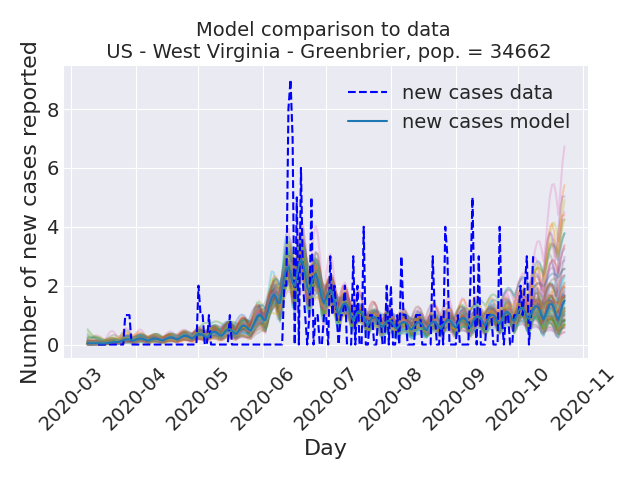 Model comparison to data
US - West Virginia - Greenbrier, pop. = 34662
Number of new cases reported
8
6
4
2
0
new cases data
new cases model
2020-03
2020-04
2020-05
2020-06
2020-07
2020-08
2020-09
2020-10
2020-11
Day